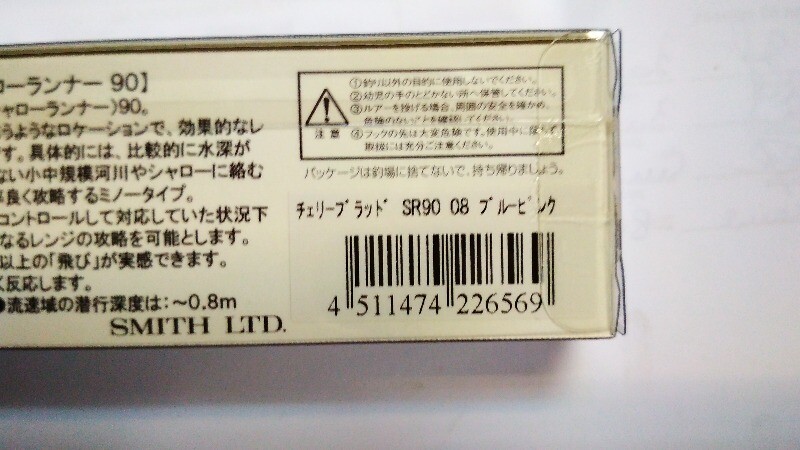 ローランナー 90】
ャローランナー)90。
うようなロケーションで、効果的なレ
す。具体的には、比較的に水深が
ない小中規模河川やシャローに絡む
率良く攻略するミノータイプ。
コントロールして対応していた状況下
なるレンジの攻略を可能とします。
以上の「飛び」が実感できます。
く反応します。
●流速域の潜行深度は:~0.8m
SMITH LTD.
注意
①釣り以外の目的に使用しないでください。
②幼児の手のとどかない所へ保管してください。
③ルアーを投げる場合、周囲の安全を確かめ、
危険のないことを確認してください。
④フックの先は大変危険です。使用中に限らず
取扱には充分ご注意ください。
パッケージは釣場に捨てないで、持ち帰りましょう。
チェリーブラッド SR90 08 ブルーピンク
4 511474 226569